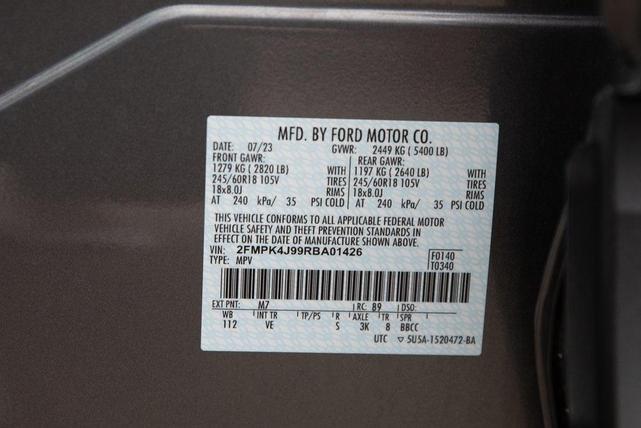 MFD. BY FORD MOTOR CO.
DATE: 07/23 GVWR: 2449 KG ( 5400 LB)
FRONT GAWR: REAR GAWR:
1279 KG ( 2820 LB) WITH 1197 KG ( 2640 LB) WITH
245/60R18 105V TIRES 245/60R18 105V TIRES
18x8.0J RIMS 18x8.0J RIMS
AT 240 kPa/ 35 PSI COLD AT 240 kPa/ 35 PSI COLD
THIS VEHICLE CONFORMS TO ALL APPLICABLE FEDERAL MOTOR
VEHICLE SAFETY AND THEFT PREVENTION STANDARDS IN
EFFECT ON THE DATE OF MANUFACTURE SHOWN ABOVE.
VIN: 2FMPK4J99RBA01426 F0140
TYPE: MPV T0340
EXT PNT: M7 RC: 89 DSO:
WB INT TR TP/PS R AXLE TR SPR
112 VE S 3K 8 BBCC
UTC ▽ 5U5A-1520472-BA